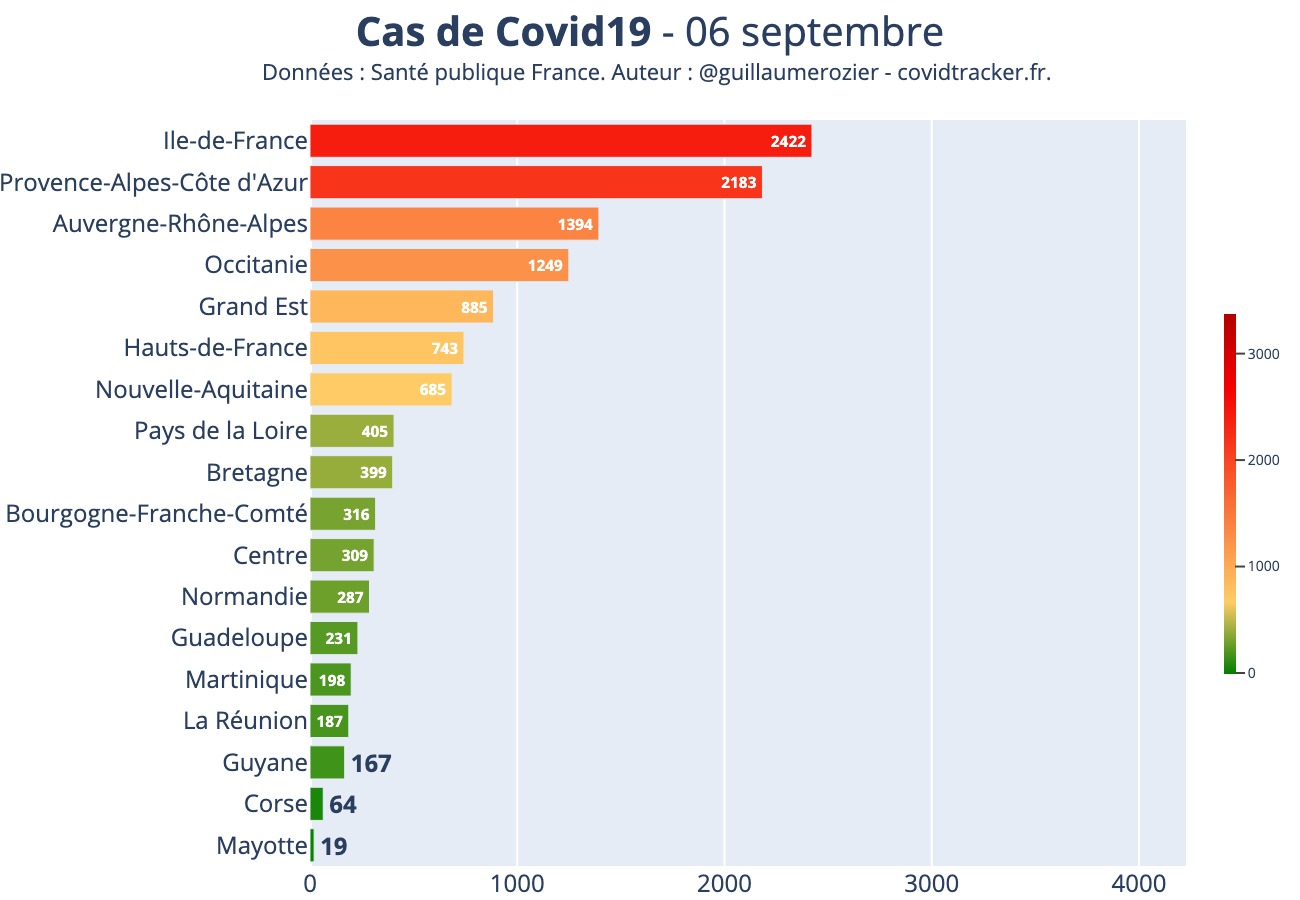 Cas de Covid19 - 06 septembre
Données : Santé publique France. Auteur : @guillaumerozier - covidtracker.fr.
Ile-de-France 2422
Provence-Alpes-Côte d'Azur 2183
Auvergne-Rhône-Alpes 1394
Occitanie 1249
Grand Est 885
Hauts-de-France 743
Nouvelle-Aquitaine 685
Pays de la Loire 405
Bretagne 399
Bourgogne-Franche-Comté 316
Centre 309
Normandie 287
Guadeloupe 231
Martinique 198
La Réunion 187
Guyane 167
Corse 64
Mayotte 19
0 1000 2000 3000 4000
3000
2000
1000
0